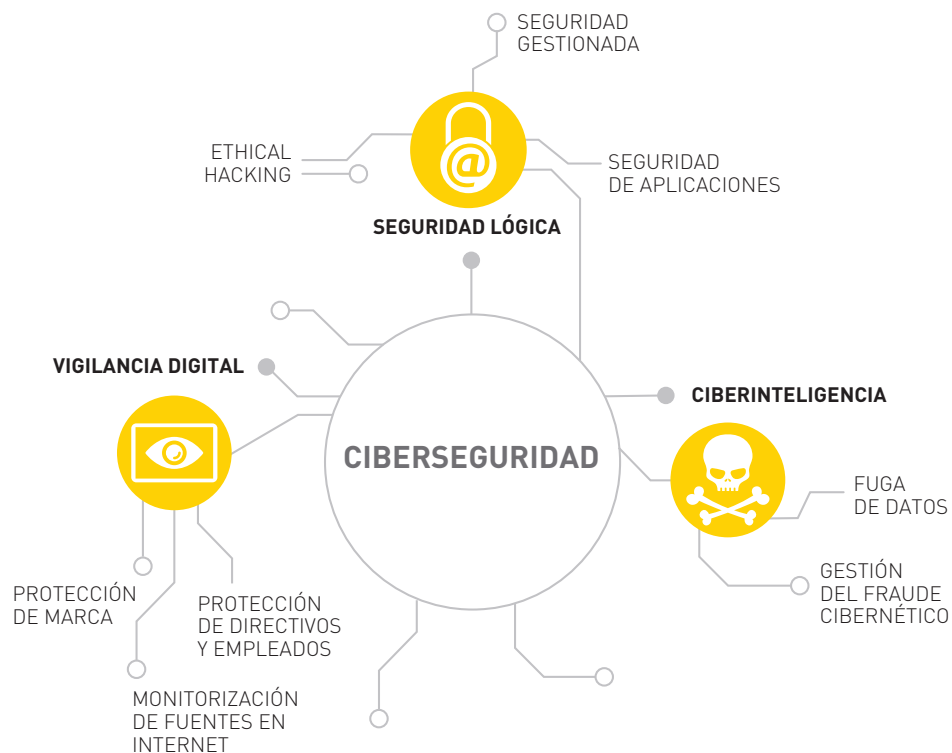 SEGURIDAD
GESTIONADA
ETHICAL
HACKING
SEGURIDAD
DE APLICACIONES
SEGURIDAD LÓGICA
VIGILANCIA DIGITAL
CIBERINTELIGENCIA
CIBERSEGURIDAD
FUGA
DE DATOS
GESTIÓN
DEL FRAUDE
CIBERNÉTICO
PROTECCIÓN
DE MARCA
PROTECCIÓN
DE DIRECTIVOS
Y EMPLEADOS
MONITORIZACIÓN
DE FUENTES EN
INTERNET